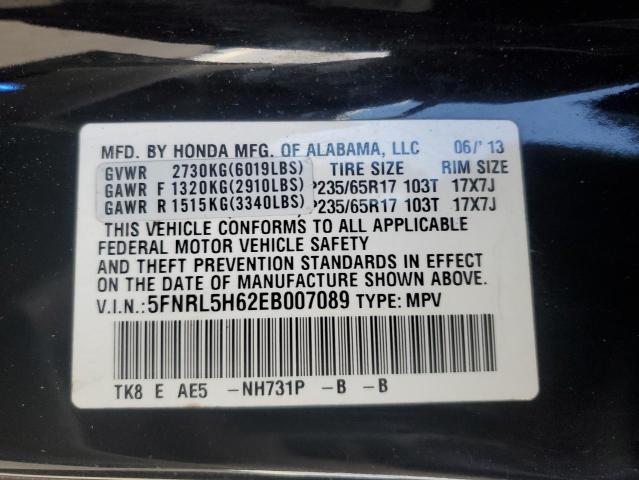 MFD. BY HONDA MFG. OF ALABAMA, LLC 06/'13
GVWR 2730KG(6019LBS) TIRE SIZE RIM SIZE
GAWR F 1320KG(2910LBS) P235/65R17 103T 17X7J
GAWR R 1515KG(3340LBS) P235/65R17 103T 17X7J
THIS VEHICLE CONFORMS TO ALL APPLICABLE
FEDERAL MOTOR VEHICLE SAFETY
AND THEFT PREVENTION STANDARDS IN EFFECT
ON THE DATE OF MANUFACTURE SHOWN ABOVE.
V.I.N.:5FNRL5H62EB007089 TYPE: MPV
TK8 E AE5 -NH731P -B -B